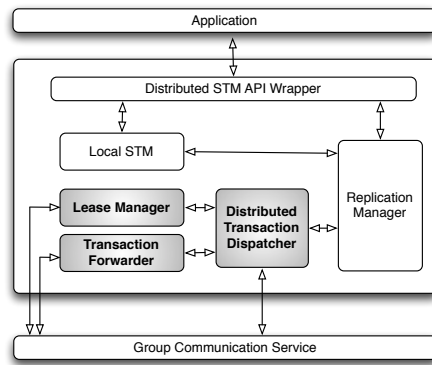 Application
Distributed STM API Wrapper
Local STM
Replication
Manager
Lease Manager
Distributed
Transaction
Dispatcher
Transaction
Forwarder
Group Communication Service